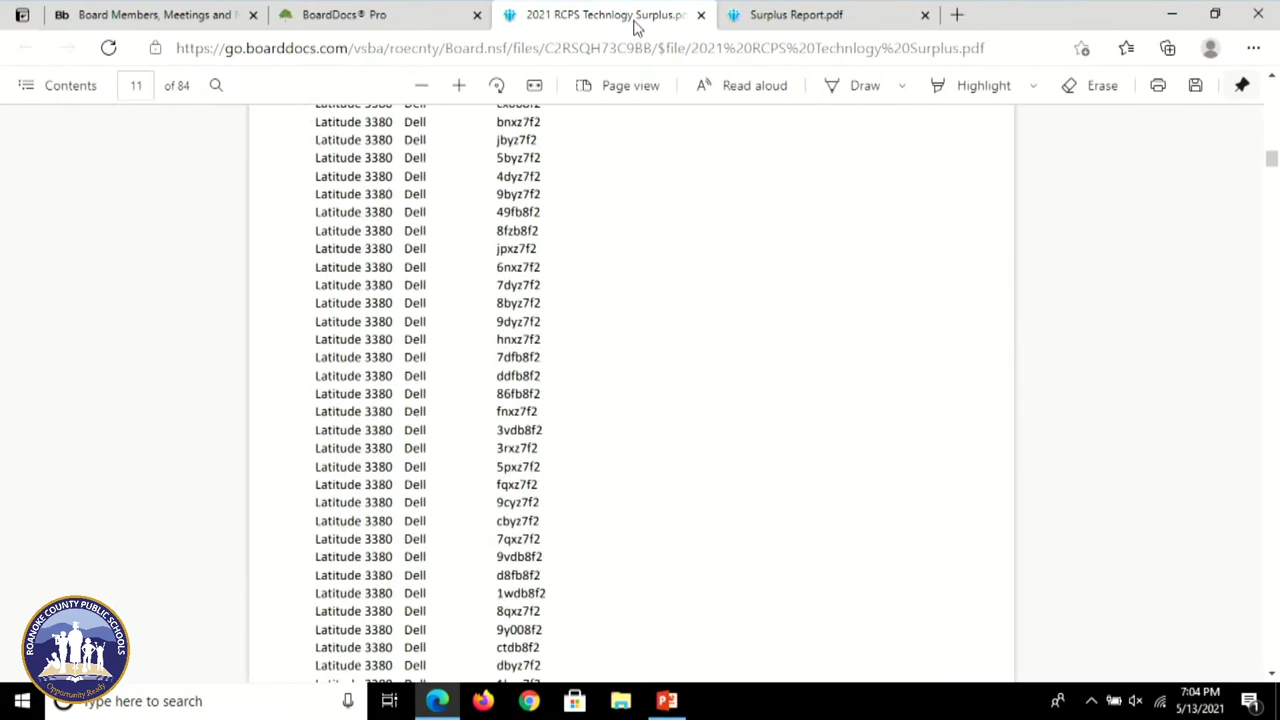 Bb Board Members, Meetings and
BoardDocs® Pro
2021 RCPS Technlogy Surplus.p
Surplus Report.pdf
https://go.boarddocs.com/vsba/roecnty/Board.nsf/files/C2RSQH73C9BB/$file/2021%20RCPS%20Technlogy%20Surplus.pdf
Contents 11 of 84 Page view Read aloud Draw Highlight Erase
Latitude 3380 Dell cx008f2
Latitude 3380 Dell bnxz7f2
Latitude 3380 Dell jbyz7f2
Latitude 3380 Dell 5byz7f2
Latitude 3380 Dell 4dyz7f2
Latitude 3380 Dell 9byz7f2
Latitude 3380 Dell 49fb8f2
Latitude 3380 Dell 8fzb8f2
Latitude 3380 Dell jpxz7f2
Latitude 3380 Dell 6nxz7f2
Latitude 3380 Dell 7dyz7f2
Latitude 3380 Dell 8byz7f2
Latitude 3380 Dell 9dyz7f2
Latitude 3380 Dell hnxz7f2
Latitude 3380 Dell 7dfb8f2
Latitude 3380 Dell ddfb8f2
Latitude 3380 Dell 86fb8f2
Latitude 3380 Dell fnxz7f2
Latitude 3380 Dell 3vdb8f2
Latitude 3380 Dell 3rxz7f2
Latitude 3380 Dell 5pxz7f2
Latitude 3380 Dell fqxz7f2
Latitude 3380 Dell 9cyz7f2
Latitude 3380 Dell cbyz7f2
Latitude 3380 Dell 7qxz7f2
Latitude 3380 Dell 9vdb8f2
Latitude 3380 Dell d8fb8f2
Latitude 3380 Dell 1wdb8f2
Latitude 3380 Dell 8qxz7f2
Latitude 3380 Dell 9y008f2
Latitude 3380 Dell ctdb8f2
Latitude 3380 Dell dbyz7f2
ROANOKE COUNTY PUBLIC SCHOOLS
Opportunity Ready
Type here to search
7:04 PM
5/13/2021
1